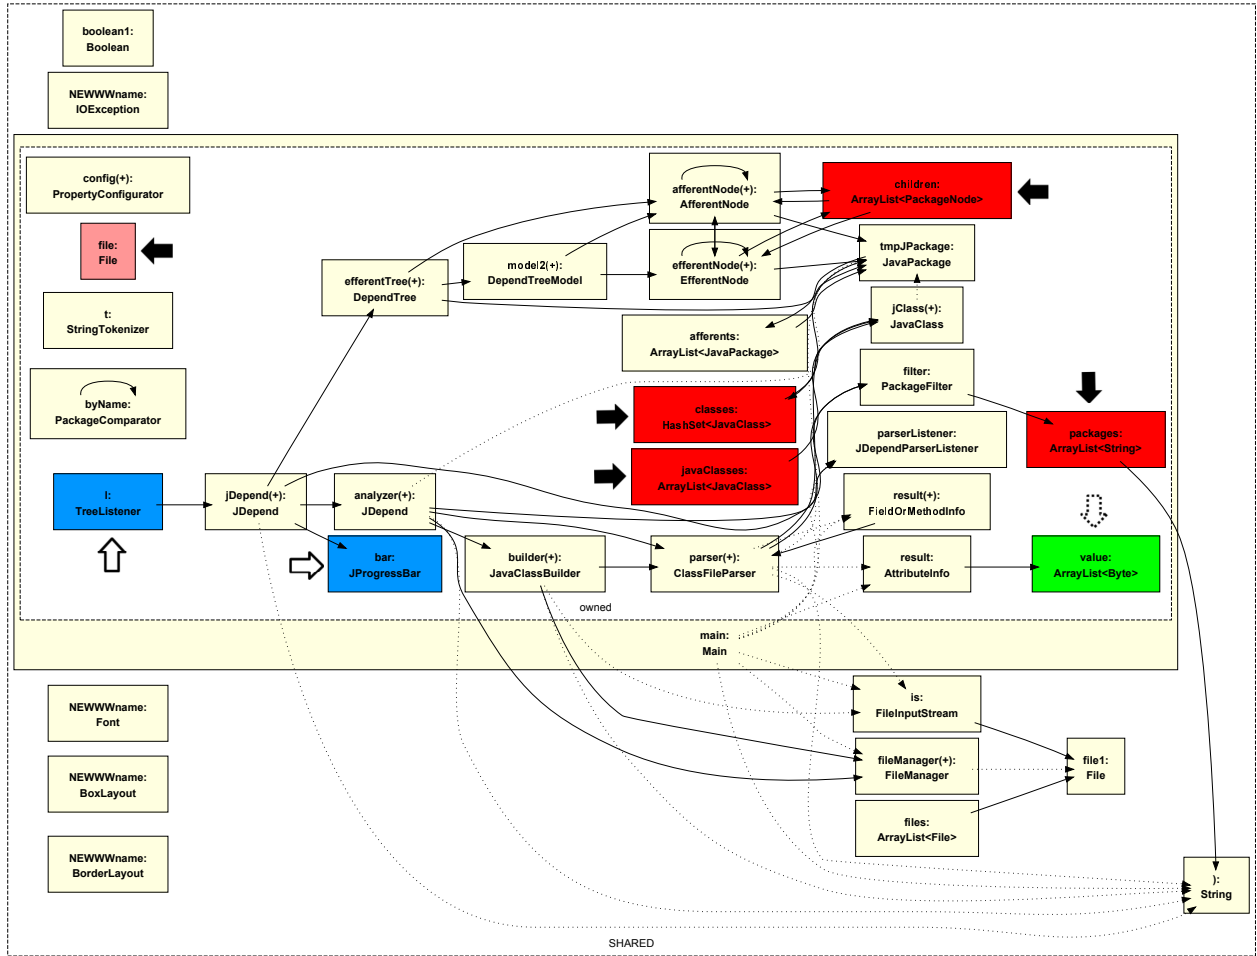 boolean1:
Boolean
NEWWWname:
IOException
config(+):
PropertyConfigurator
file:
File
t:
StringTokenizer
byName:
PackageComparator
l:
TreeListener
jDepend(+):
JDepend
efferentTree(+):
DependTree
analyzer(+):
JDepend
bar:
JProgressBar
model2(+):
DependTreeModel
builder(+):
JavaClassBuilder
afferentNode(+):
AfferentNode
efferentNode(+):
EfferentNode
afferents:
ArrayList<JavaPackage>
classes:
HashSet<JavaClass>
javaClasses:
ArrayList<JavaClass>
parser(+):
ClassFileParser
children:
ArrayList<PackageNode>
tmpJPackage:
JavaPackage
jClass(+):
JavaClass
filter:
PackageFilter
parserListener:
JDependParserListener
result(+):
FieldOrMethodInfo
result:
AttributeInfo
packages:
ArrayList<String>
value:
ArrayList<Byte>
owned
main:
Main
NEWWWname:
Font
NEWWWname:
BoxLayout
NEWWWname:
BorderLayout
is:
FileInputStream
fileManager(+):
FileManager
files:
ArrayList<File>
file1:
File
):
String
SHARED